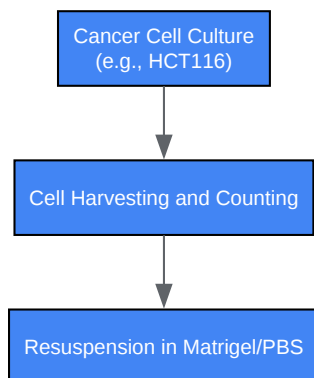 Cancer Cell Culture
(e.g., HCT116)
Cell Harvesting and Counting
Resuspension in Matrigel/PBS